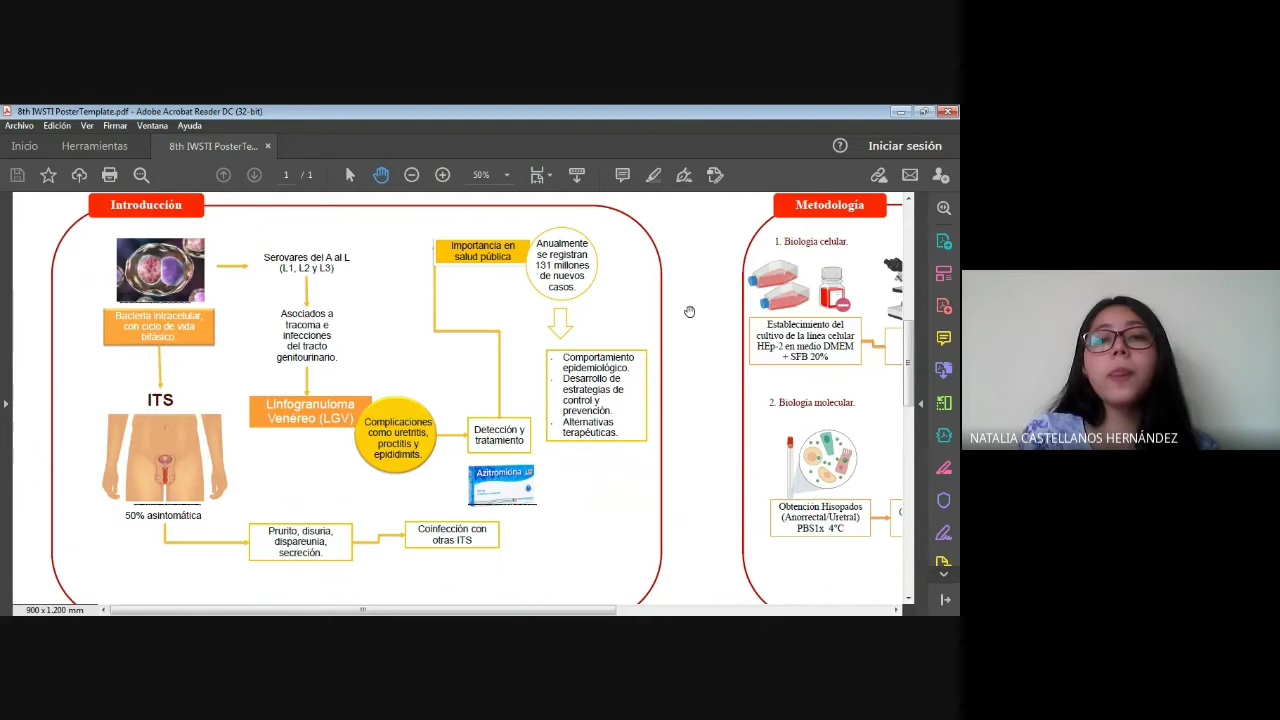 8th IWSTI PosterTemplate.pdf - Adobe Acrobat Reader DC (32-bit)
Archivo Edición Ver Firmar Ventana Ayuda
Inicio Herramientas 8th IWSTI PosterTe... × Iniciar sesión
1 / 1 50%
Introducción
Serovares del A al L
(L1, L2 y L3)
Importancia en
salud pública
Anualmente
se registran
131 millones
de nuevos
casos.
Bacteria intracelular,
con ciclo de vida
bifásico.
Asociados a
tracoma e
infecciones
del tracto
genitourinario.
· Comportamiento
epidemiológico.
· Desarrollo de
estrategias de
control y
prevención.
· Alternativas
terapéuticas.
ITS
Linfogranuloma
Venéreo (LGV)
Complicaciones
como uretritis,
proctitis y
epididimits.
Detección y
tratamiento
Azitromicina
50% asintomática
Prurito, disuria,
dispareunia,
secreción.
Coinfección con
otras ITS
Metodología
1. Biología celular.
Establecimiento del
cultivo de la línea celular
HEp-2 en medio DMEM
+ SFB 20%
2. Biología molecular.
Obtención Hisopados
(Anorrectal/Uretral)
PBS1x 4°C
900 x 1.200 mm
NATALIA CASTELLANOS HERNÁNDEZ